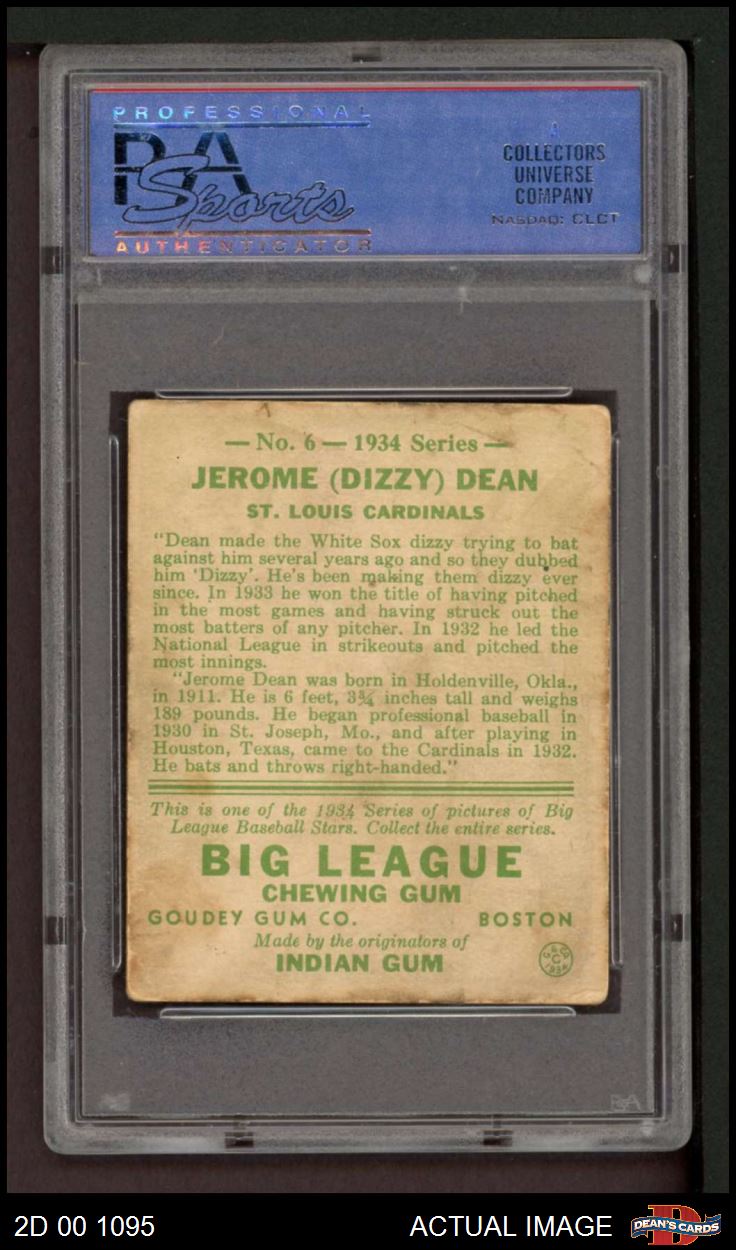 PROFESSIONAL
PSA
Sports
AUTHENTICATOR
A
COLLECTORS
UNIVERSE
COMPANY
NASDAQ: CLCT
— No. 6 — 1934 Series —
JEROME (DIZZY) DEAN
ST. LOUIS CARDINALS
"Dean made the White Sox dizzy trying to bat
against him several years ago and so they dubbed
him 'Dizzy'. He's been making them dizzy ever
since. In 1933 he won the title of having pitched
in the most games and having struck out the
most batters of any pitcher. In 1932 he led the
National League in strikeouts and pitched the
most innings.
"Jerome Dean was born in Holdenville, Okla.,
in 1911. He is 6 feet, 3¾ inches tall and weighs
189 pounds. He began professional baseball in
1930 in St. Joseph, Mo., and after playing in
Houston, Texas, came to the Cardinals in 1932.
He bats and throws right-handed."
This is one of the 1934 Series of pictures of Big
League Baseball Stars. Collect the entire series.
BIG LEAGUE
CHEWING GUM
GOUDEY GUM CO. BOSTON
Made by the originators of
INDIAN GUM
G. G. CO.
C
1934
PSA
2D 00 1095 ACTUAL IMAGE DEAN'S CARDS